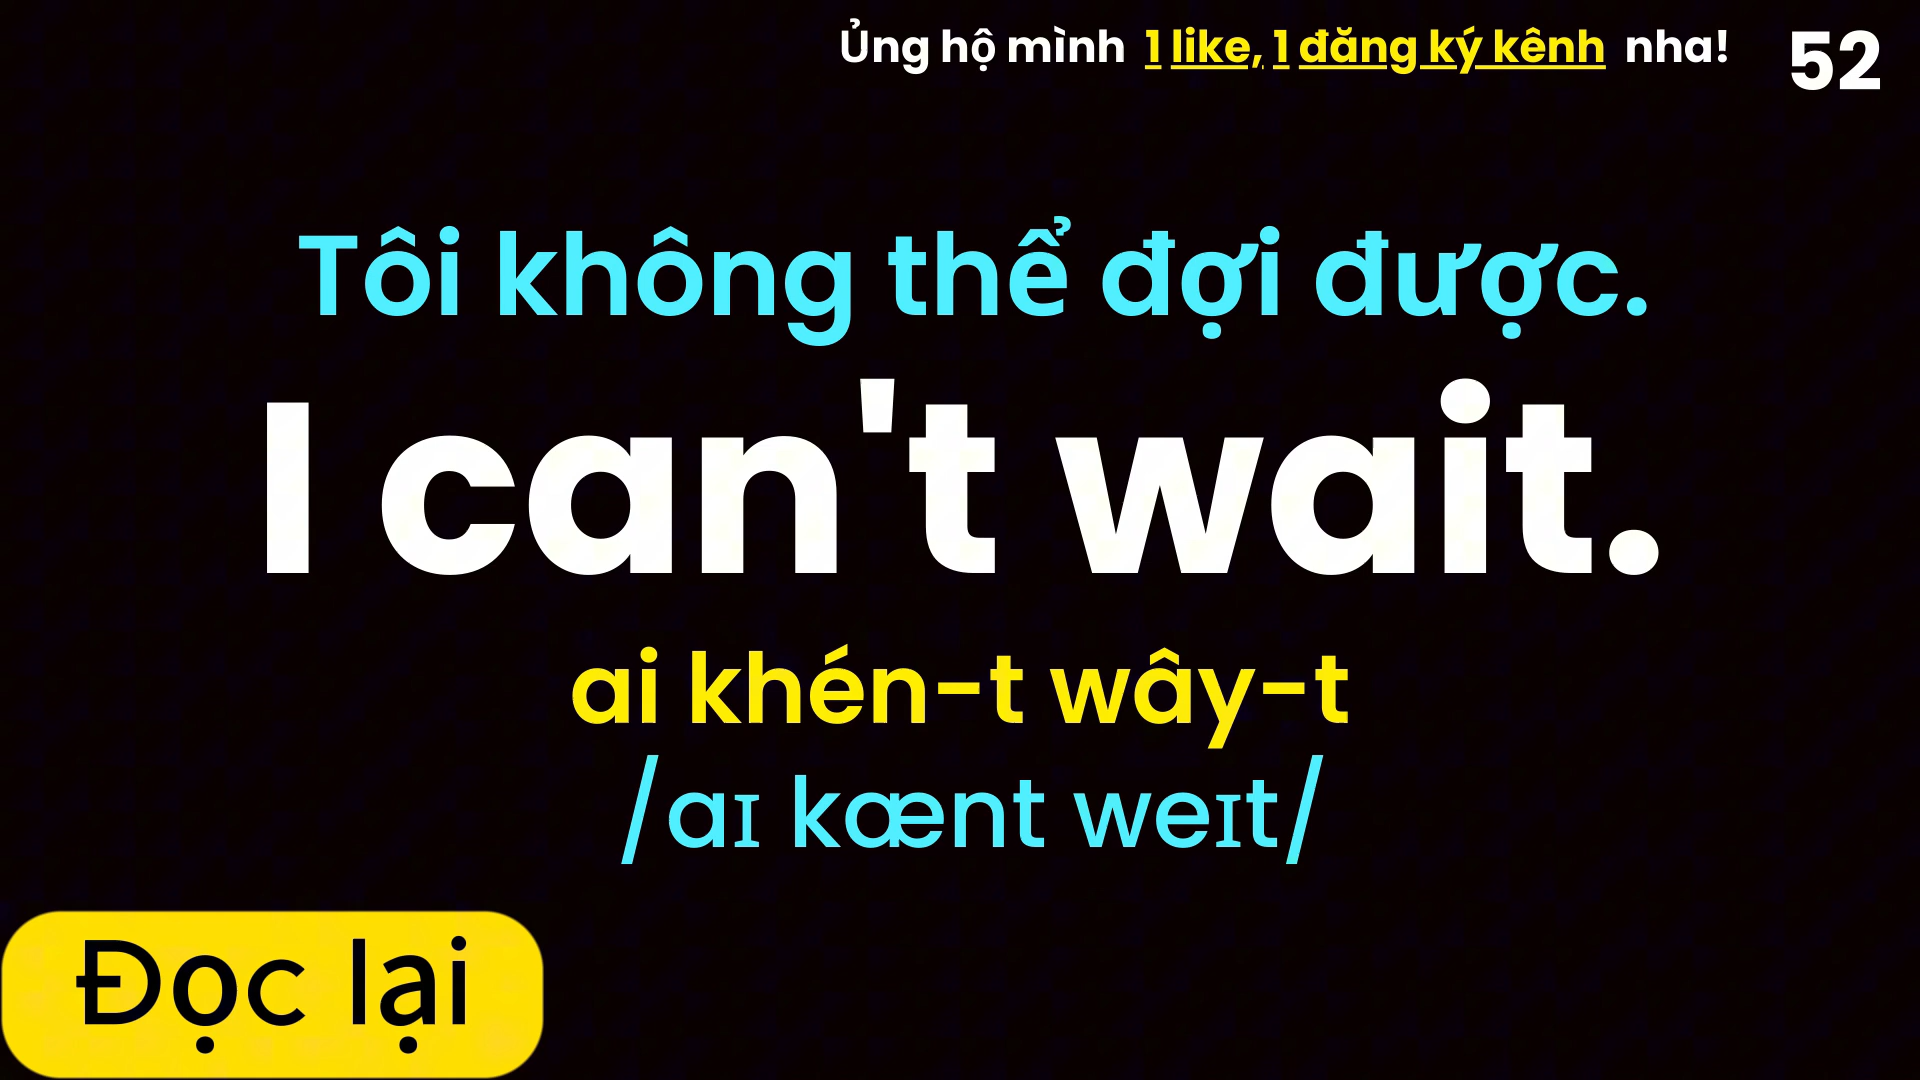 Ủng hộ mình 1 like, 1 đăng ký kênh nha! 52
Tôi không thể đợi được.
I can't wait.
ai khén-t wây-t
/aɪ kænt weɪt/
Đọc lại